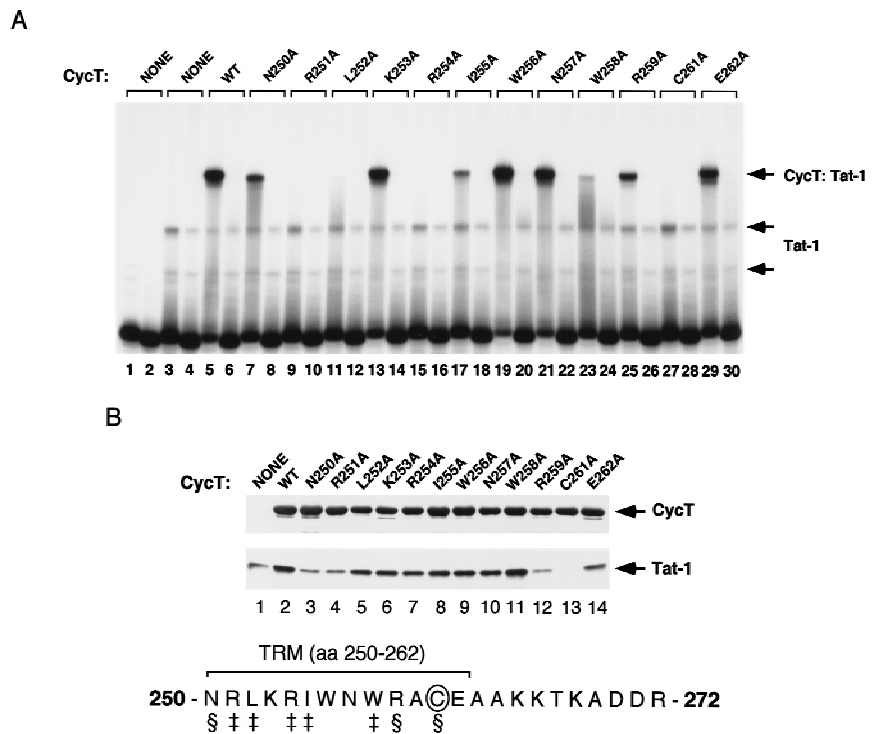 A
CycT: NONE NONE WT N250A R251A L252A K253A R254A I255A W256A N257A W258A R259A C261A E262A
CycT: Tat-1
Tat-1
1 2 3 4 5 6 7 8 9 10 11 12 13 14 15 16 17 18 19 20 21 22 23 24 25 26 27 28 29 30
B
CycT: NONE WT N250A R251A L252A K253A R254A I255A W256A N257A W258A R259A C261A E262A
CycT
Tat-1
1 2 3 4 5 6 7 8 9 10 11 12 13 14
TRM (aa 250-262)
250 - N R L K R I W N W R A C E A A K K T K A D D R - 272
§ ‡ ‡ ‡ ‡ ‡ § §